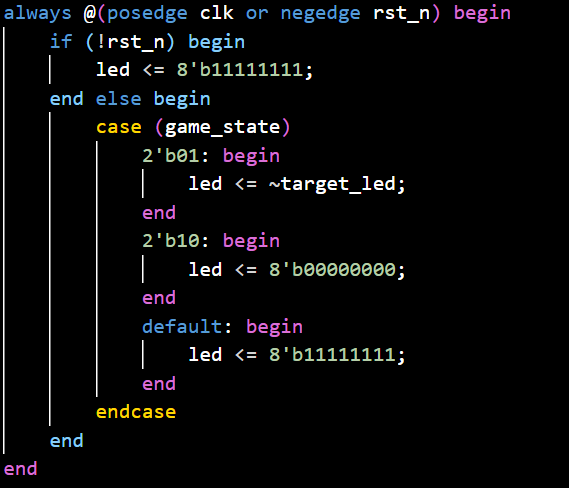 always @(posedge clk or negedge rst_n) begin
    if (!rst_n) begin
        led <= 8'b11111111;
    end else begin
        case (game_state)
            2'b01: begin
                led <= ~target_led;
            end
            2'b10: begin
                led <= 8'b00000000;
            end
            default: begin
                led <= 8'b11111111;
            end
        endcase
    end
end